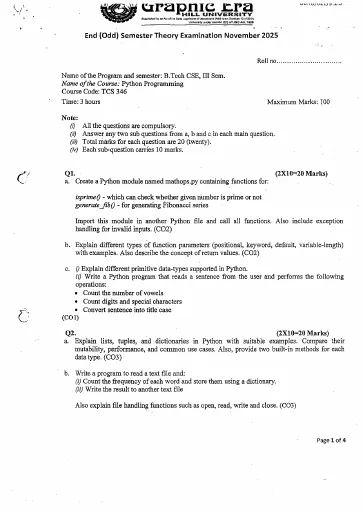 Graphic Era
HILL UNIVERSITY
End (Odd) Semester Theory Examination November 2025
Roll no..............................
Name of the Program and semester: B.Tech CSE, III Sem.
Name of the Course: Python Programming
Course Code: TCS 346
Time: 3 hours Maximum Marks: 100
Note:
(i) All the questions are compulsory.
(ii) Answer any two sub questions from a, b and c in each main question.
(iii) Total marks for each question are 20 (twenty).
(iv) Each sub-question carries 10 marks.
Q1. (2X10=20 Marks)
a. Create a Python module named mathops.py containing functions for:
isprime() - which can check whether given number is prime or not
generate_fib() - for generating Fibonacci series
Import this module in another Python file and call all functions. Also include exception
handling for invalid inputs. (CO2)
b. Explain different types of function parameters (positional, keyword, default, variable-length)
with examples. Also describe the concept of return values. (CO2)
c. i) Explain different primitive data-types supported in Python.
ii) Write a Python program that reads a sentence from the user and performs the following
operations:
• Count the number of vowels
• Count digits and special characters
• Convert sentence into title case
(CO1)
Q2. (2X10=20 Marks)
a. Explain lists, tuples, and dictionaries in Python with suitable examples. Compare their
mutability, performance, and common use cases. Also, provide two built-in methods for each
data type. (CO3)
b. Write a program to read a text file and:
(i) Count the frequency of each word and store them using a dictionary.
(ii) Write the result to another text file
Also explain file handling functions such as open, read, write and close. (CO3)
Page 1 of 4